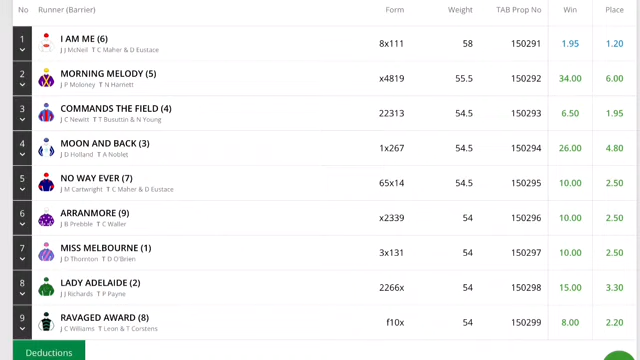 No Runner (Barrier) Form Weight TAB Prop No Win Place
1 I AM ME (6) 8x111 58 150291 1.95 1.20
J J McNeil T C Maher & D Eustace
2 MORNING MELODY (5) x4819 55.5 150292 34.00 6.00
J P Moloney T N Harnett
3 COMMANDS THE FIELD (4) 22313 54.5 150293 6.50 1.95
J C Newitt T T Busuttin & N Young
4 MOON AND BACK (3) 1x267 54.5 150294 26.00 4.80
J D Holland T A Noblet
5 NO WAY EVER (7) 65x14 54.5 150295 10.00 2.50
J M Cartwright T C Maher & D Eustace
6 ARRANMORE (9) x2339 54 150296 10.00 2.50
J B Prebble T C Waller
7 MISS MELBOURNE (1) 3x131 54 150297 10.00 2.50
J D Thornton T D O'Brien
8 LADY ADELAIDE (2) 2266x 54 150298 15.00 3.30
J J Richards T P Payne
9 RAVAGED AWARD (8) f10x 54 150299 8.00 2.20
J C Williams T Leon & T Corstens
Deductions